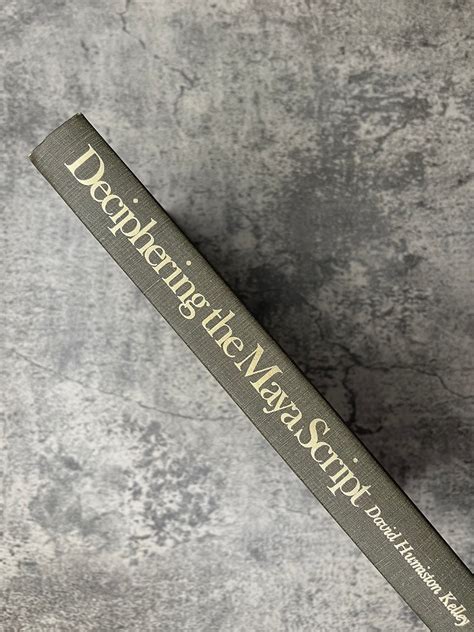 Deciphering the Maya Script David Humiston Kelley